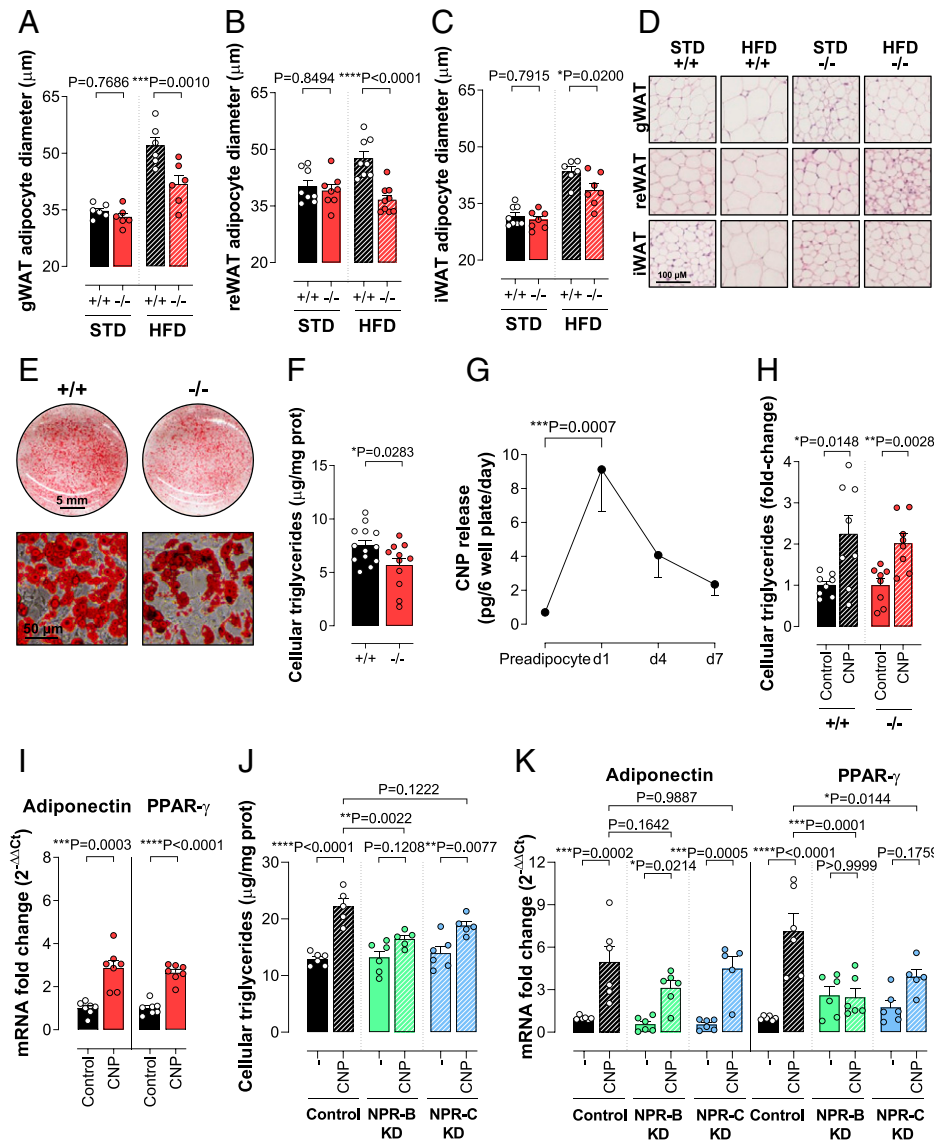 A
gWAT adipocyte diameter (μm)
P=0.7686
***P=0.0010
65
50
35
20
+/+ -/- +/+ -/-
STD HFD
B
reWAT adipocyte diameter (μm)
P=0.8494
****P<0.0001
65
50
35
20
+/+ -/- +/+ -/-
STD HFD
C
iWAT adipocyte diameter (μm)
P=0.7915
*P=0.0200
60
50
40
30
20
+/+ -/- +/+ -/-
STD HFD
D
STD HFD STD HFD
+/+ +/+ -/- -/-
gWAT
reWAT
iWAT
100 μM
E
+/+ -/-
5 mm
50 μm
F
Cellular triglycerides (μg/mg prot)
*P=0.0283
15
10
5
0
+/+ -/-
G
CNP release
(pg/6 well plate/day)
***P=0.0007
10
8
6
4
2
0
Preadipocyte d1 d4 d7
H
Cellular triglycerides (fold-change)
*P=0.0148
**P=0.0028
4
3
2
1
0
Control CNP Control CNP
+/+ -/-
I
Adiponectin PPAR-γ
mRNA fold change (2^-ΔΔCt)
***P=0.0003
****P<0.0001
8
6
4
2
0
Control CNP Control CNP
J
Cellular triglycerides (μg/mg prot)
P=0.1222
**P=0.0022
****P<0.0001 P=0.1208 **P=0.0077
30
20
10
0
- CNP - CNP - CNP
Control NPR-B KD NPR-C KD
K
Adiponectin PPAR-γ
mRNA fold change (2^-ΔΔCt)
P=0.9887
*P=0.0144
P=0.1642
***P=0.0001
***P=0.0002 *P=0.0214 ***P=0.0005 ****P<0.0001 P>0.9999 P=0.1759
12
9
6
3
0
- CNP - CNP - CNP - CNP - CNP - CNP
Control NPR-B KD NPR-C KD Control NPR-B KD NPR-C KD